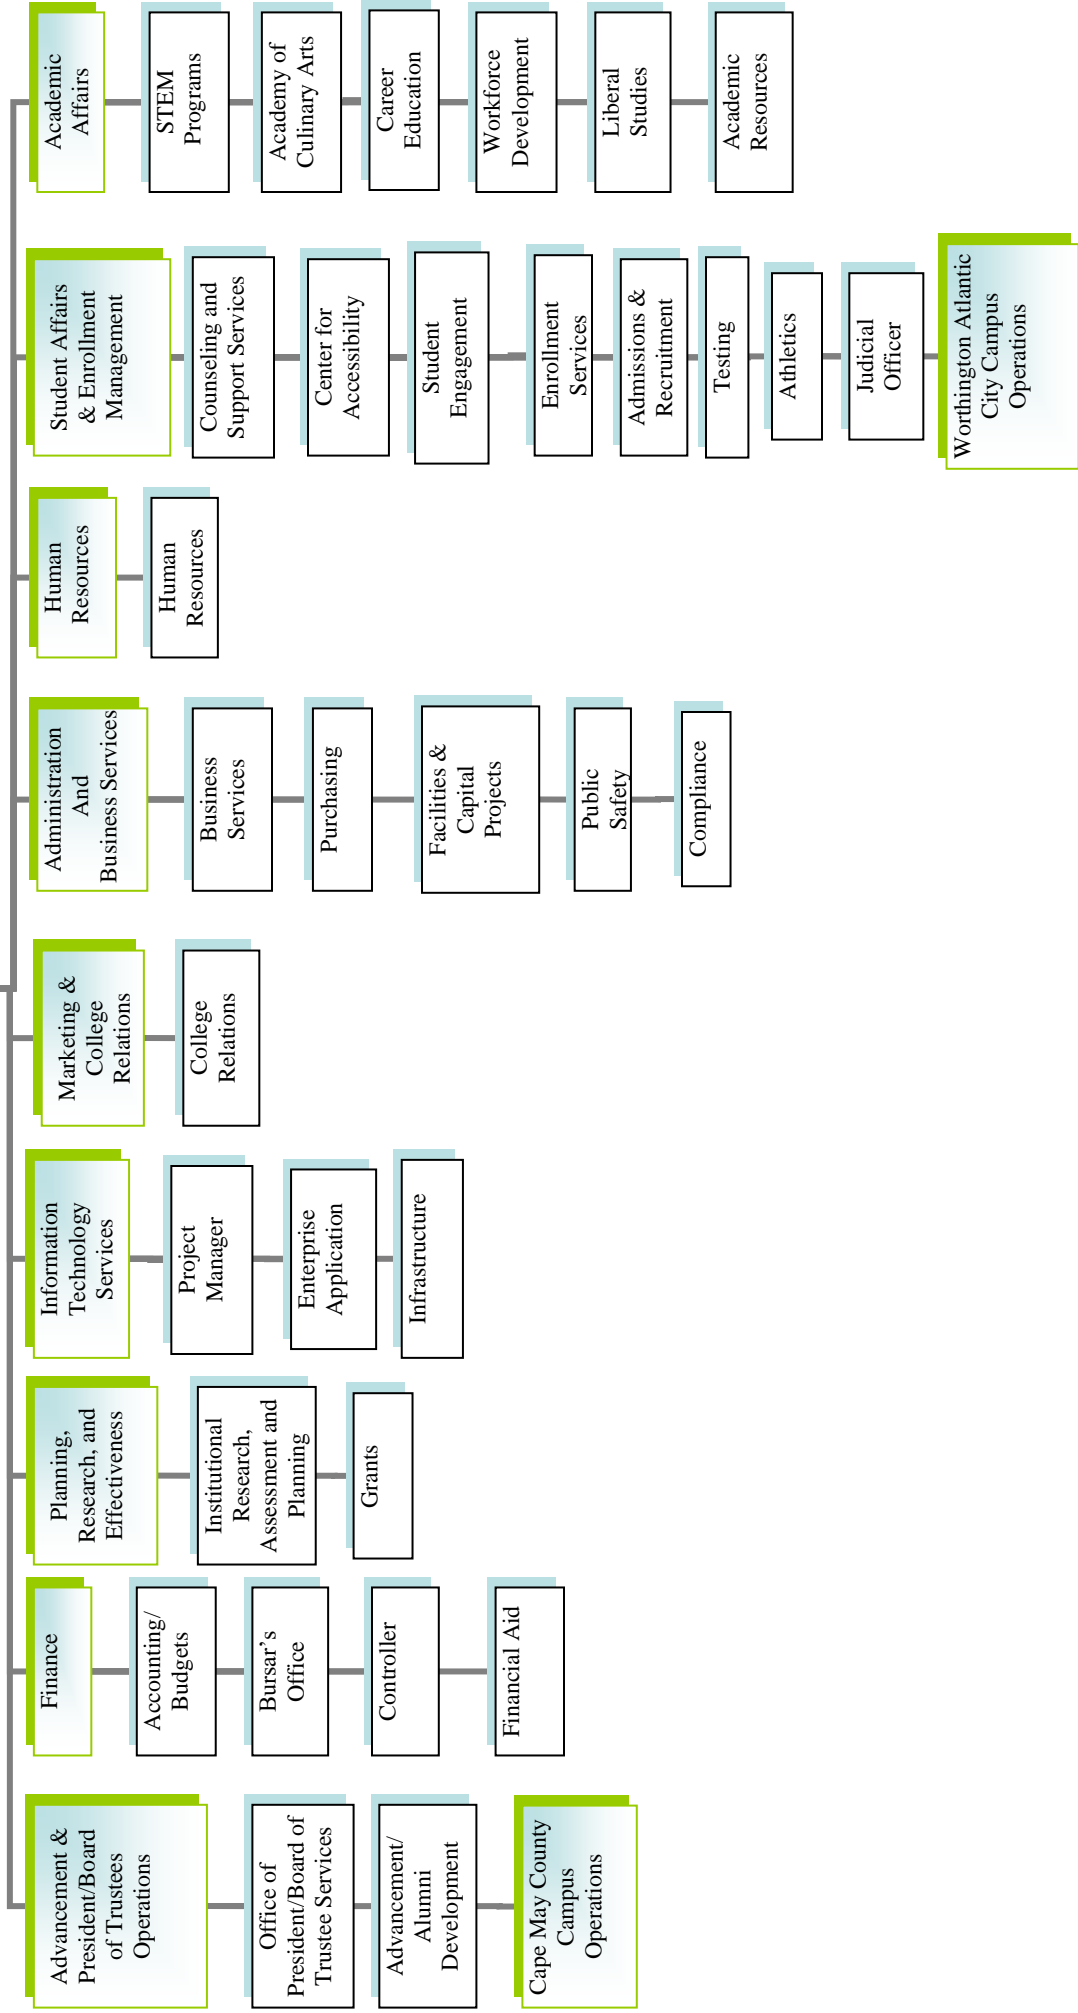 Advancement &
President/Board
of Trustees
Operations
Office of
President/Board of
Trustee Services
Advancement/
Alumni
Development
Cape May County
Campus
Operations
Finance
Accounting/
Budgets
Bursar's
Office
Controller
Financial Aid
Planning,
Research, and
Effectiveness
Institutional
Research,
Assessment and
Planning
Grants
Information
Technology
Services
Project
Manager
Enterprise
Application
Infrastructure
Marketing &
College
Relations
College
Relations
Administration
And
Business Services
Business
Services
Purchasing
Facilities &
Capital
Projects
Public
Safety
Compliance
Human
Resources
Human
Resources
Student Affairs
& Enrollment
Management
Counseling and
Support Services
Center for
Accessibility
Student
Engagement
Enrollment
Services
Admissions &
Recruitment
Testing
Athletics
Judicial
Officer
Worthington Atlantic
City Campus
Operations
Academic
Affairs
STEM
Programs
Academy of
Culinary Arts
Career
Education
Workforce
Development
Liberal
Studies
Academic
Resources